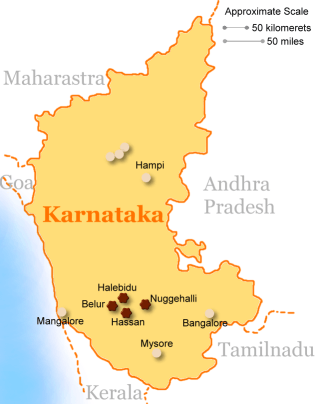 Approximate Scale
50 kilomerets
50 miles
Maharastra
Hampi
Goa
Andhra
Pradesh
Karnataka
Halebidu
Belur
Nuggehalli
Hassan
Mangalore
Bangalore
Mysore
Tamilnadu
Kerala